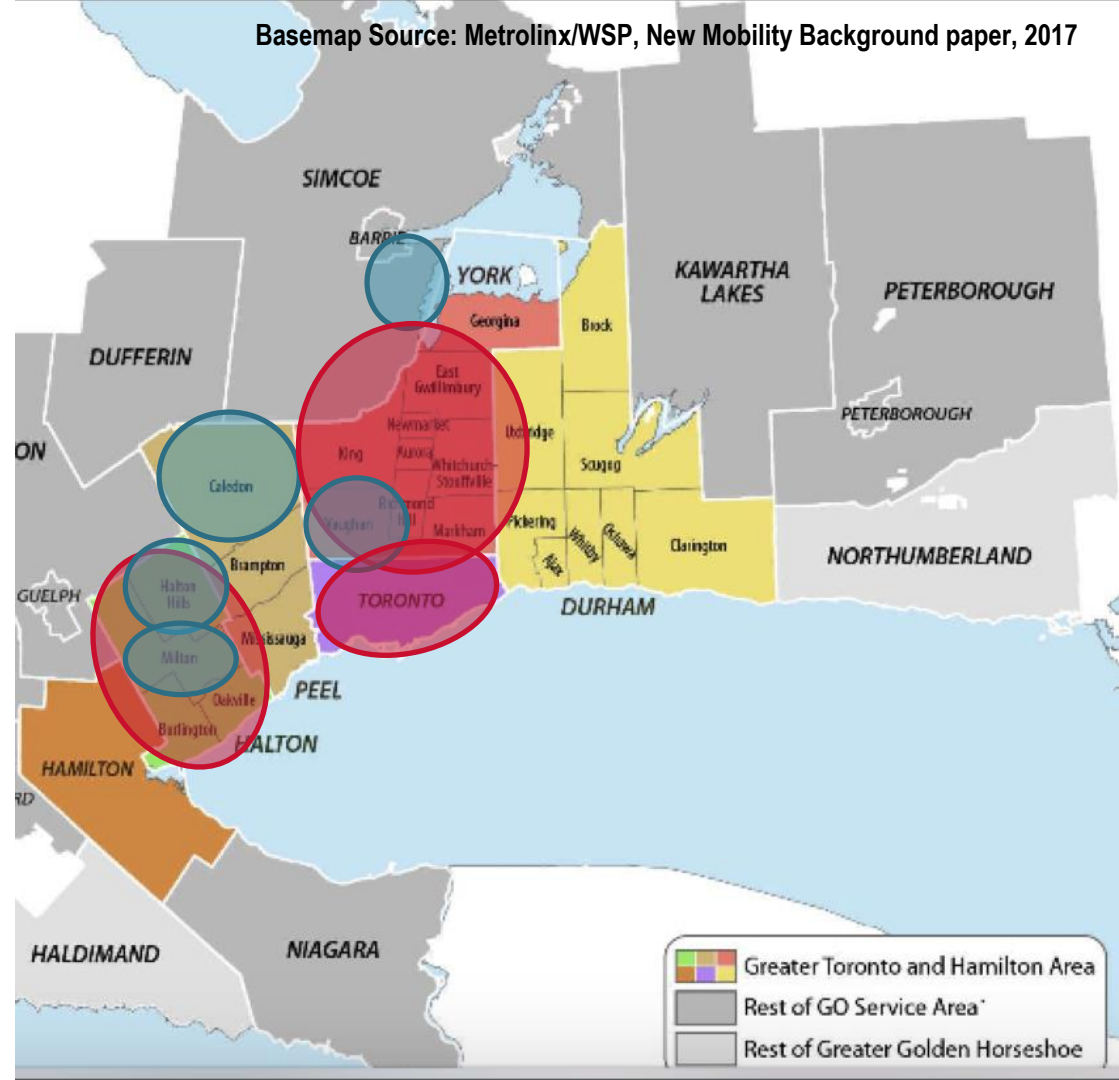 Basemap Source: Metrolinx/WSP, New Mobility Background paper, 2017
SIMCOE
BARRIE
YORK
KAWARTHA
LAKES
PETERBOROUGH
DUFFERIN
Georgina
Brock
East
Gwillimbury
PETERBOROUGH
Newmarket
Uxbridge
ON
King
Aurora
Whitchurch-
Stouffville
Scugog
Caledon
Richmond
Hill
Vaughan
Markham
Pickering
Whitby
Oshawa
Ajax
Clarington
NORTHUMBERLAND
Brampton
GUELPH
Halton
Hills
TORONTO
DURHAM
Mississauga
Milton
PEEL
Oakville
Burlington
HALTON
HAMILTON
RD
HALDIMAND
NIAGARA
Greater Toronto and Hamilton Area
Rest of GO Service Area*
Rest of Greater Golden Horseshoe